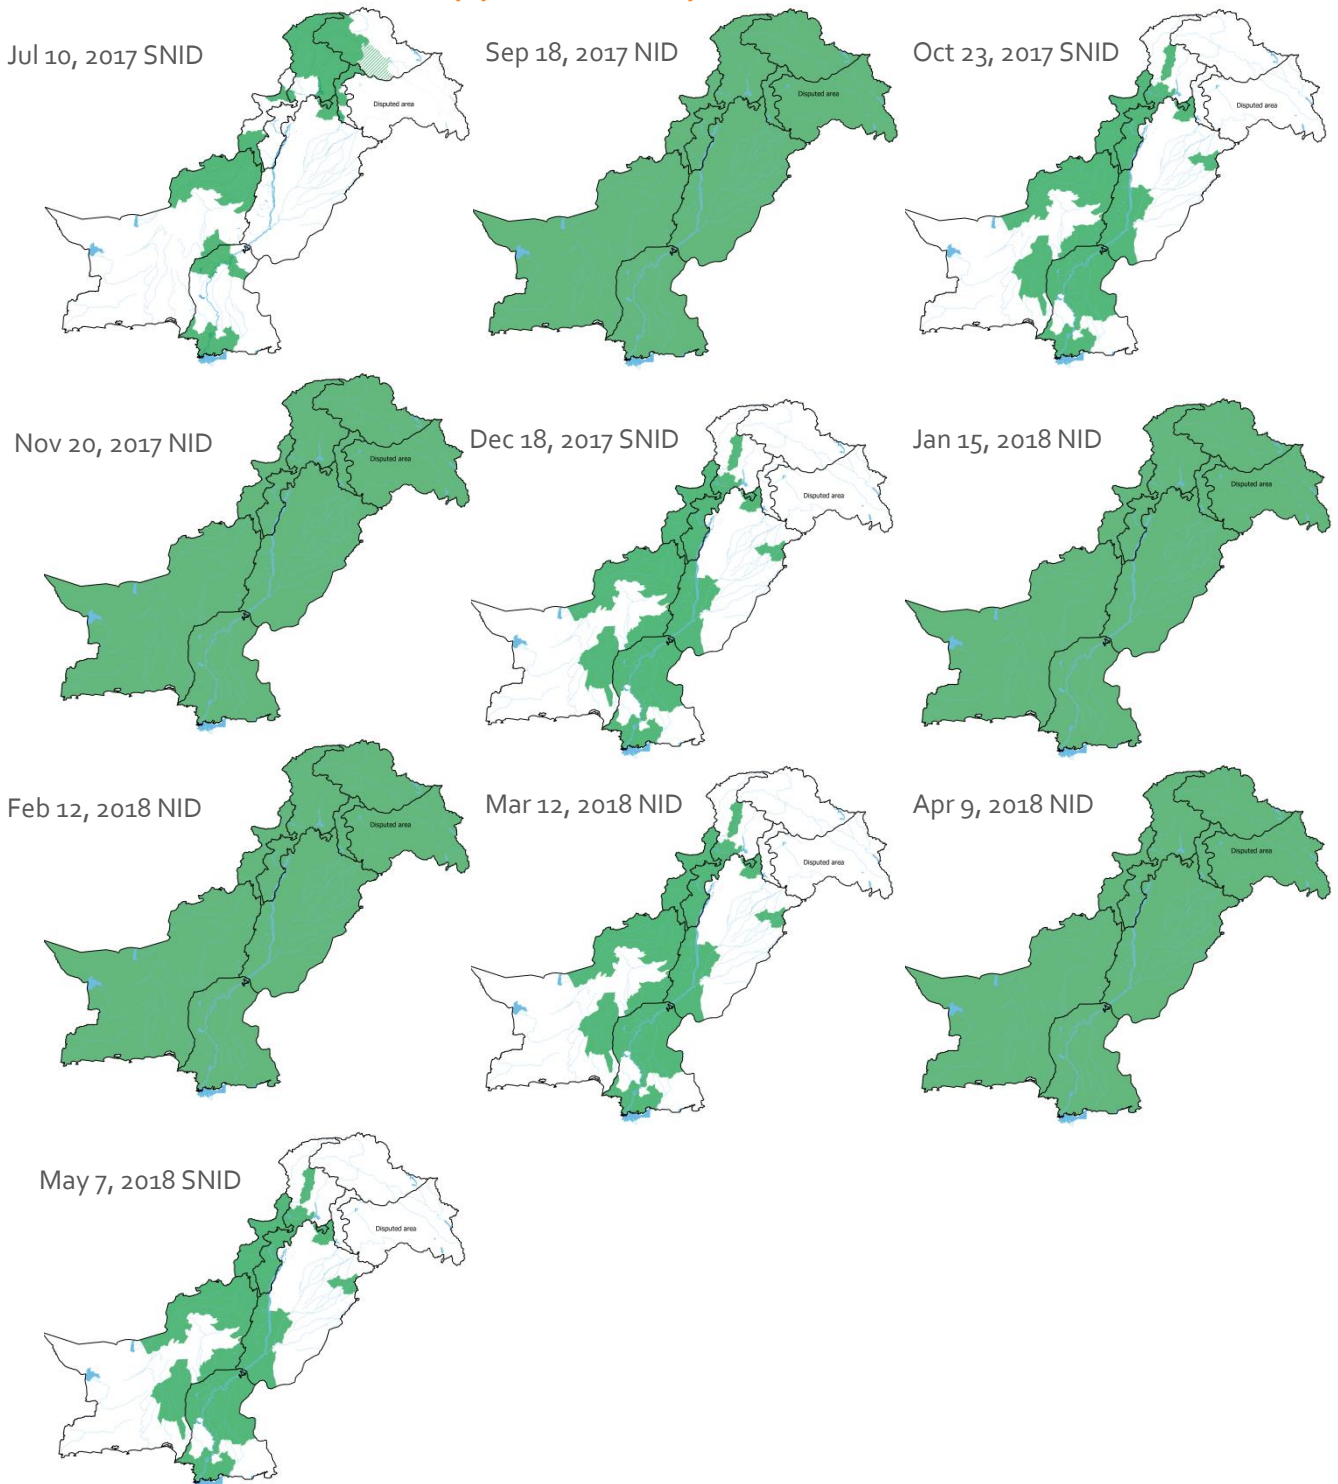 Jul 10, 2017 SNID
Sep 18, 2017 NID
Oct 23, 2017 SNID
Disputed area
Disputed area
Disputed area
Nov 20, 2017 NID
Dec 18, 2017 SNID
Jan 15, 2018 NID
Disputed area
Disputed area
Disputed area
Feb 12, 2018 NID
Mar 12, 2018 NID
Apr 9, 2018 NID
Disputed area
Disputed area
Disputed area
May 7, 2018 SNID
Disputed area